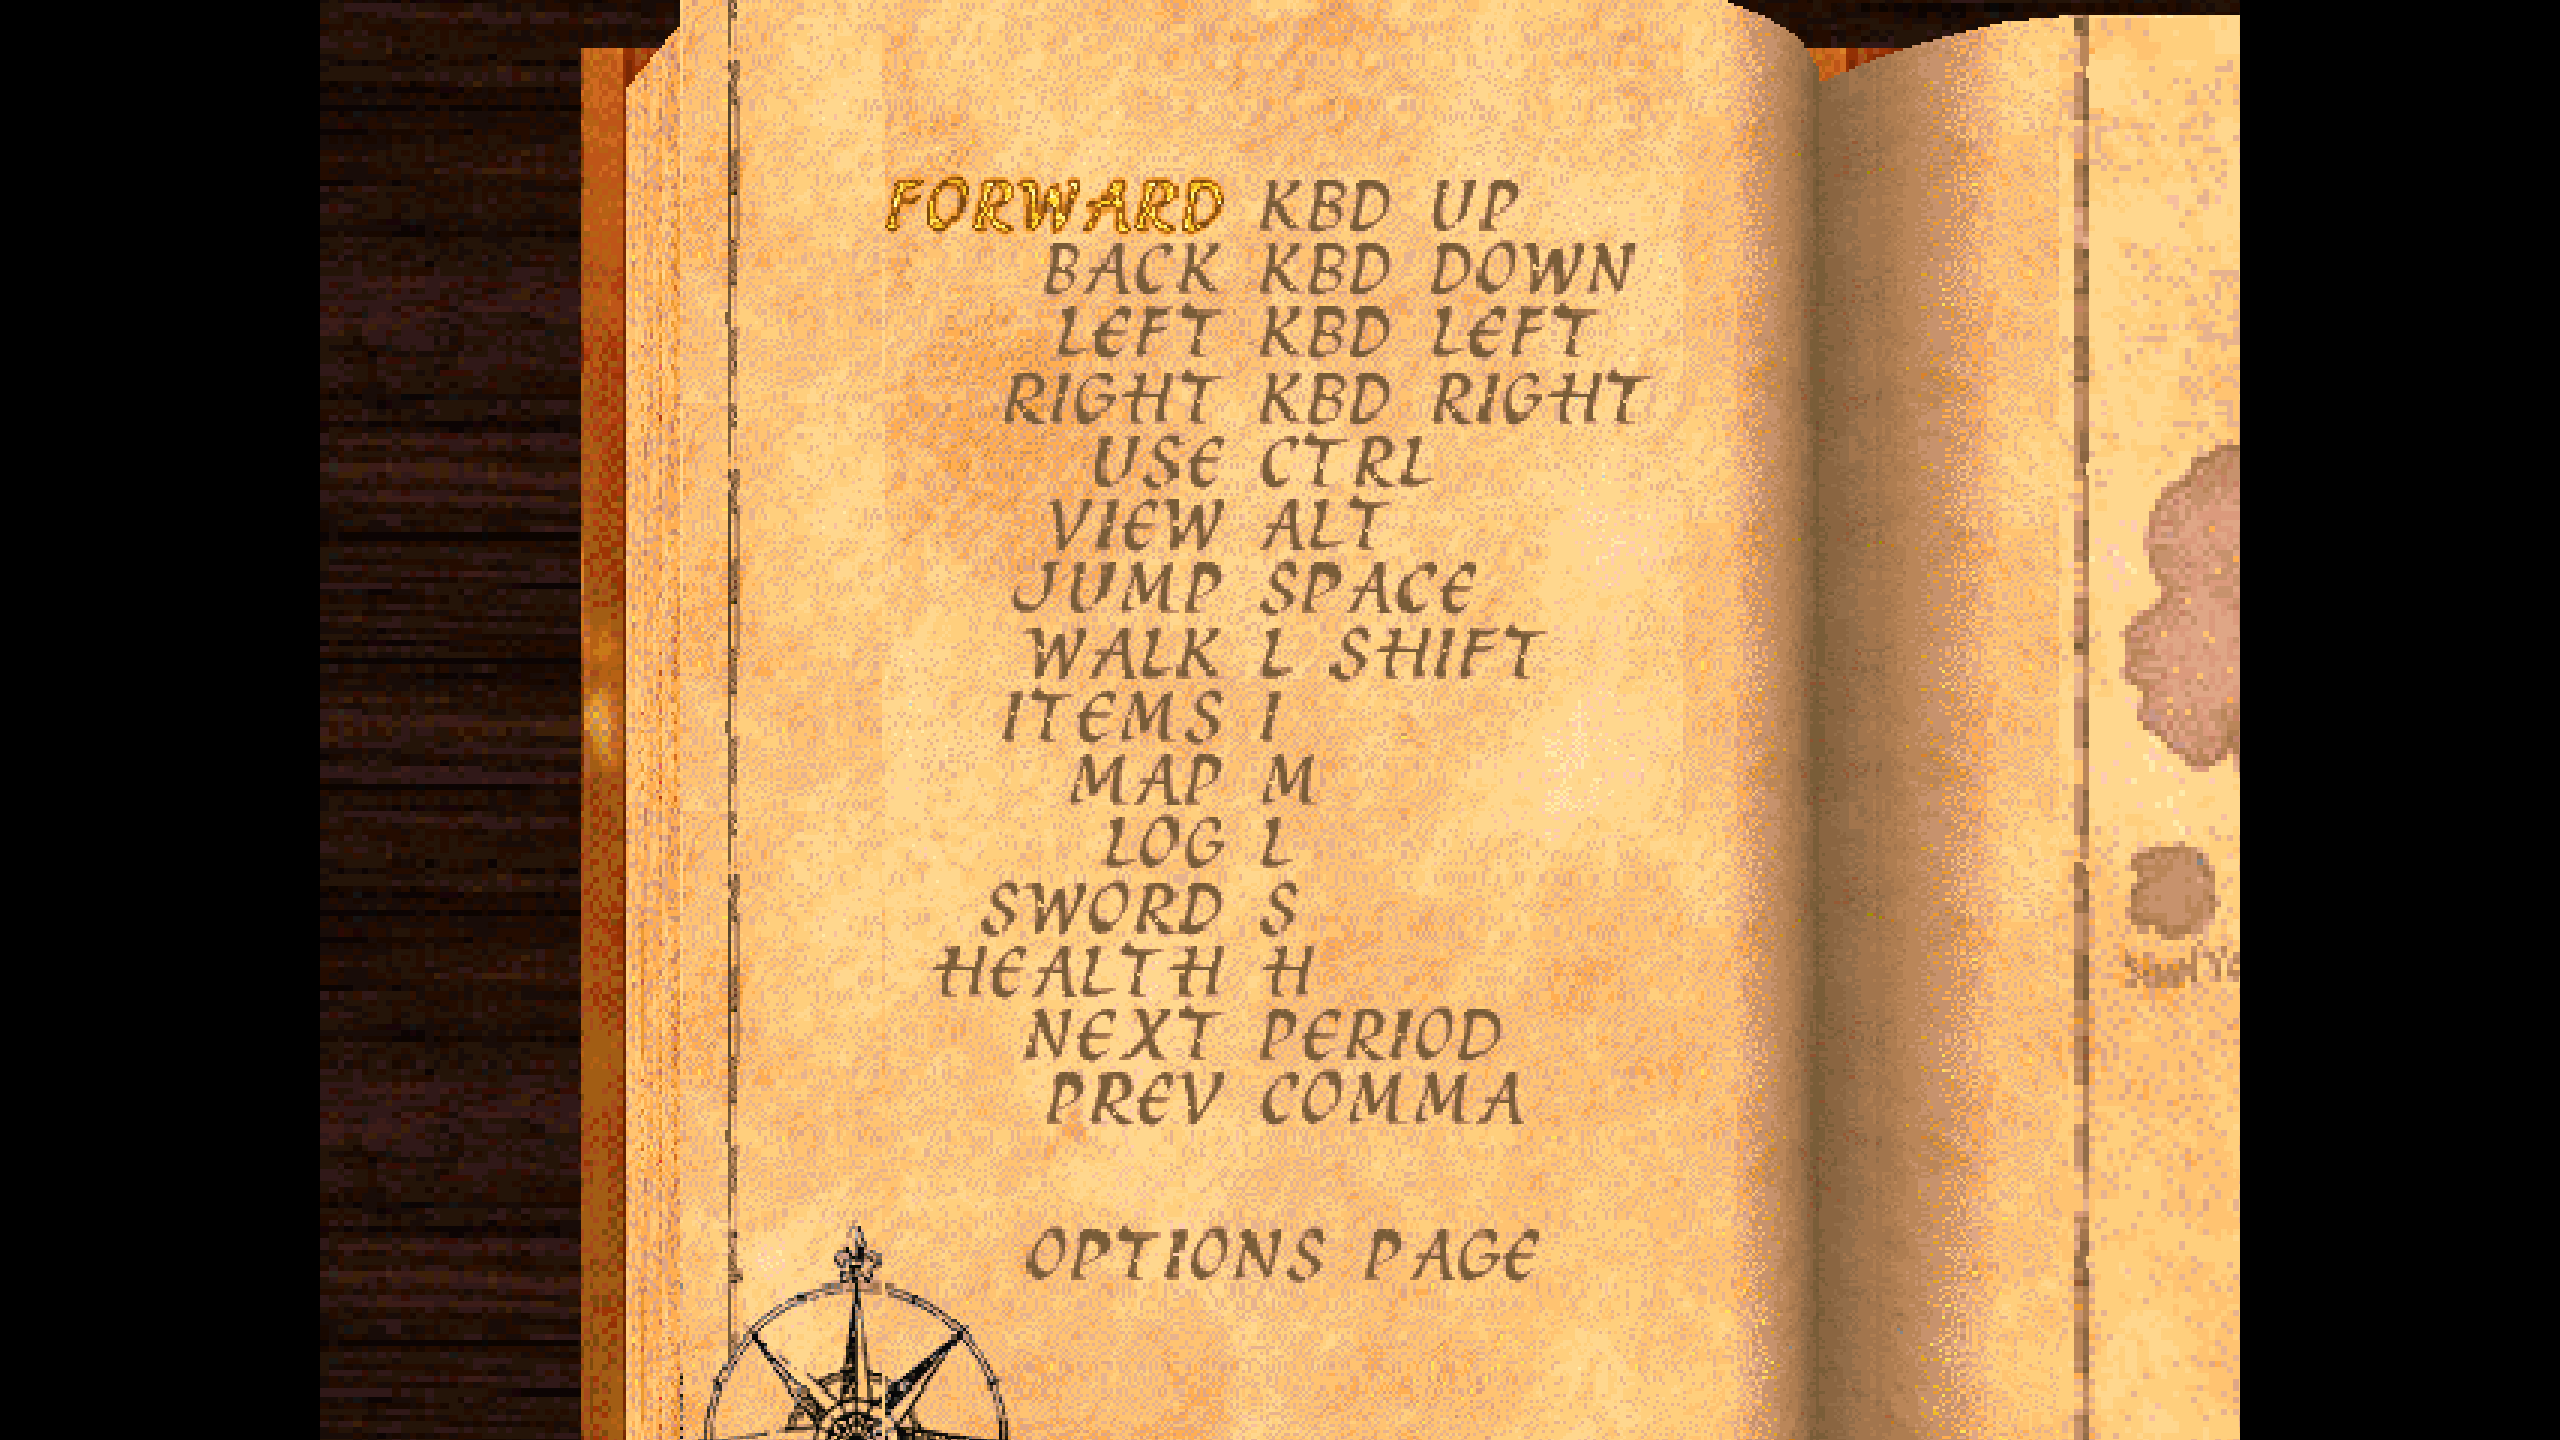 FORWARD KBD UP
BACK KBD DOWN
LEFT KBD LEFT
RIGHT KBD RIGHT
USE CTRL
VIEW ALT
JUMP SPACE
WALK L SHIFT
ITEMS I
MAP M
LOG L
SWORD S
HEALTH H
NEXT PERIOD
PREV COMMA
OPTIONS PAGE